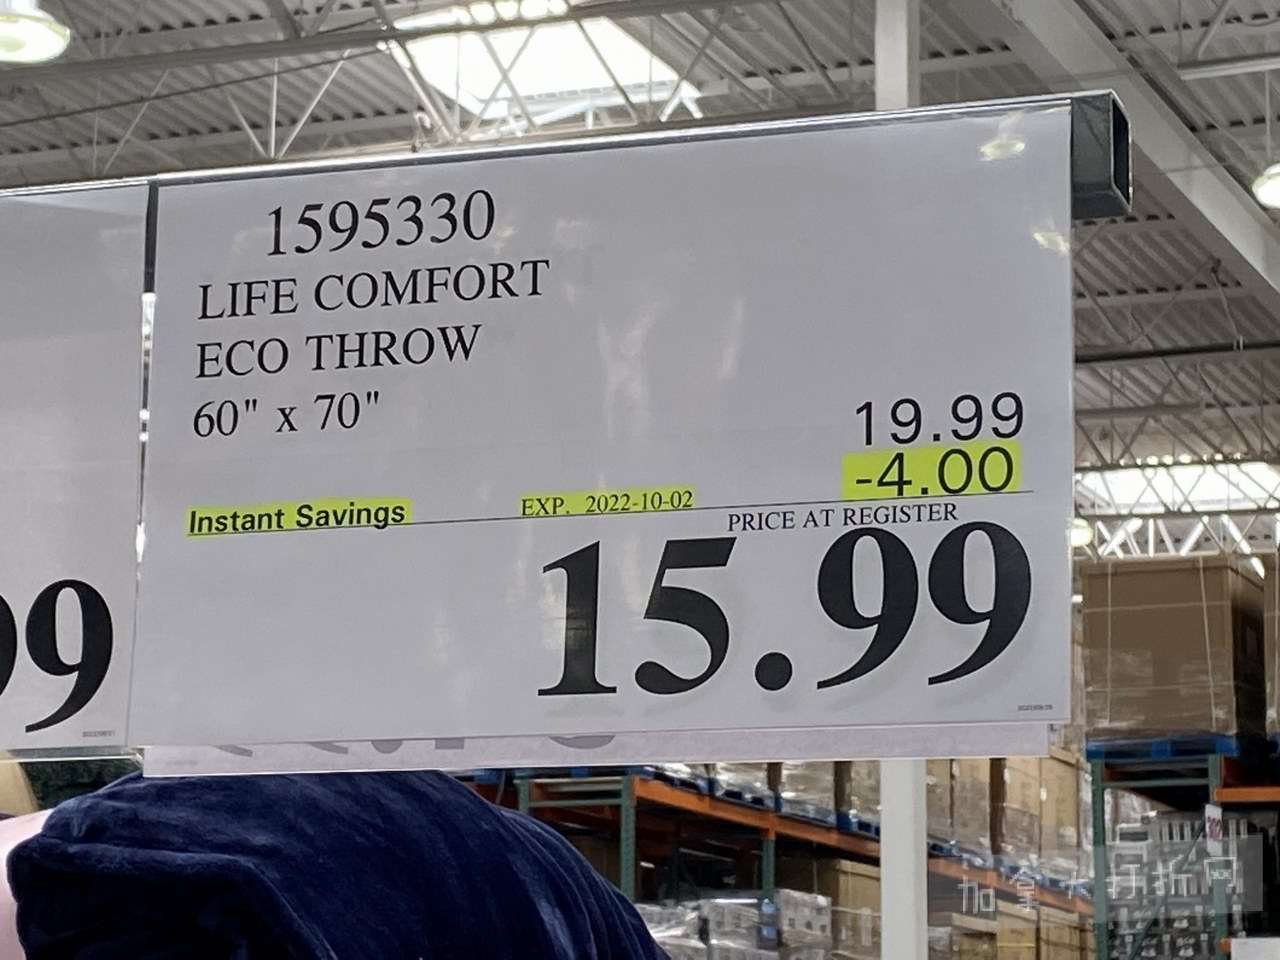 1595330
LIFE COMFORT
ECO THROW
60" x 70"
19.99
-4.00
Instant Savings EXP. 2022-10-02
PRICE AT REGISTER
15.99
99
加拿大打折网